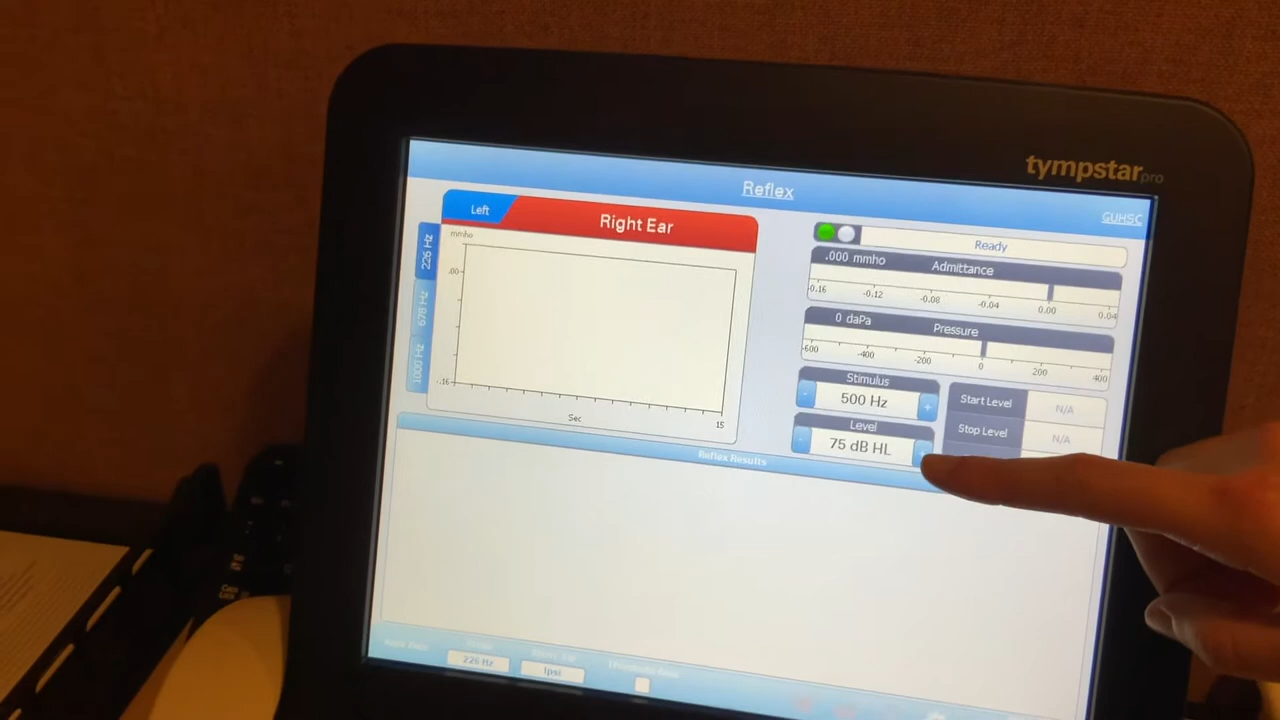 tympstar pro
Reflex
GUHSC
Left
Right Ear
mmho
.00
-.16
Sec
15
226 Hz
678 Hz
1000 Hz
Ready
.000 mmho
Admittance
-0.16
-0.12
-0.08
-0.04
0.00
0.04
0 daPa
Pressure
-600
-400
-200
0
200
400
Stimulus
- 500 Hz +
Level
- 75 dB HL +
Start Level
N/A
Stop Level
N/A
Reflex Results
226 Hz
Ipsi
Caps
Lock